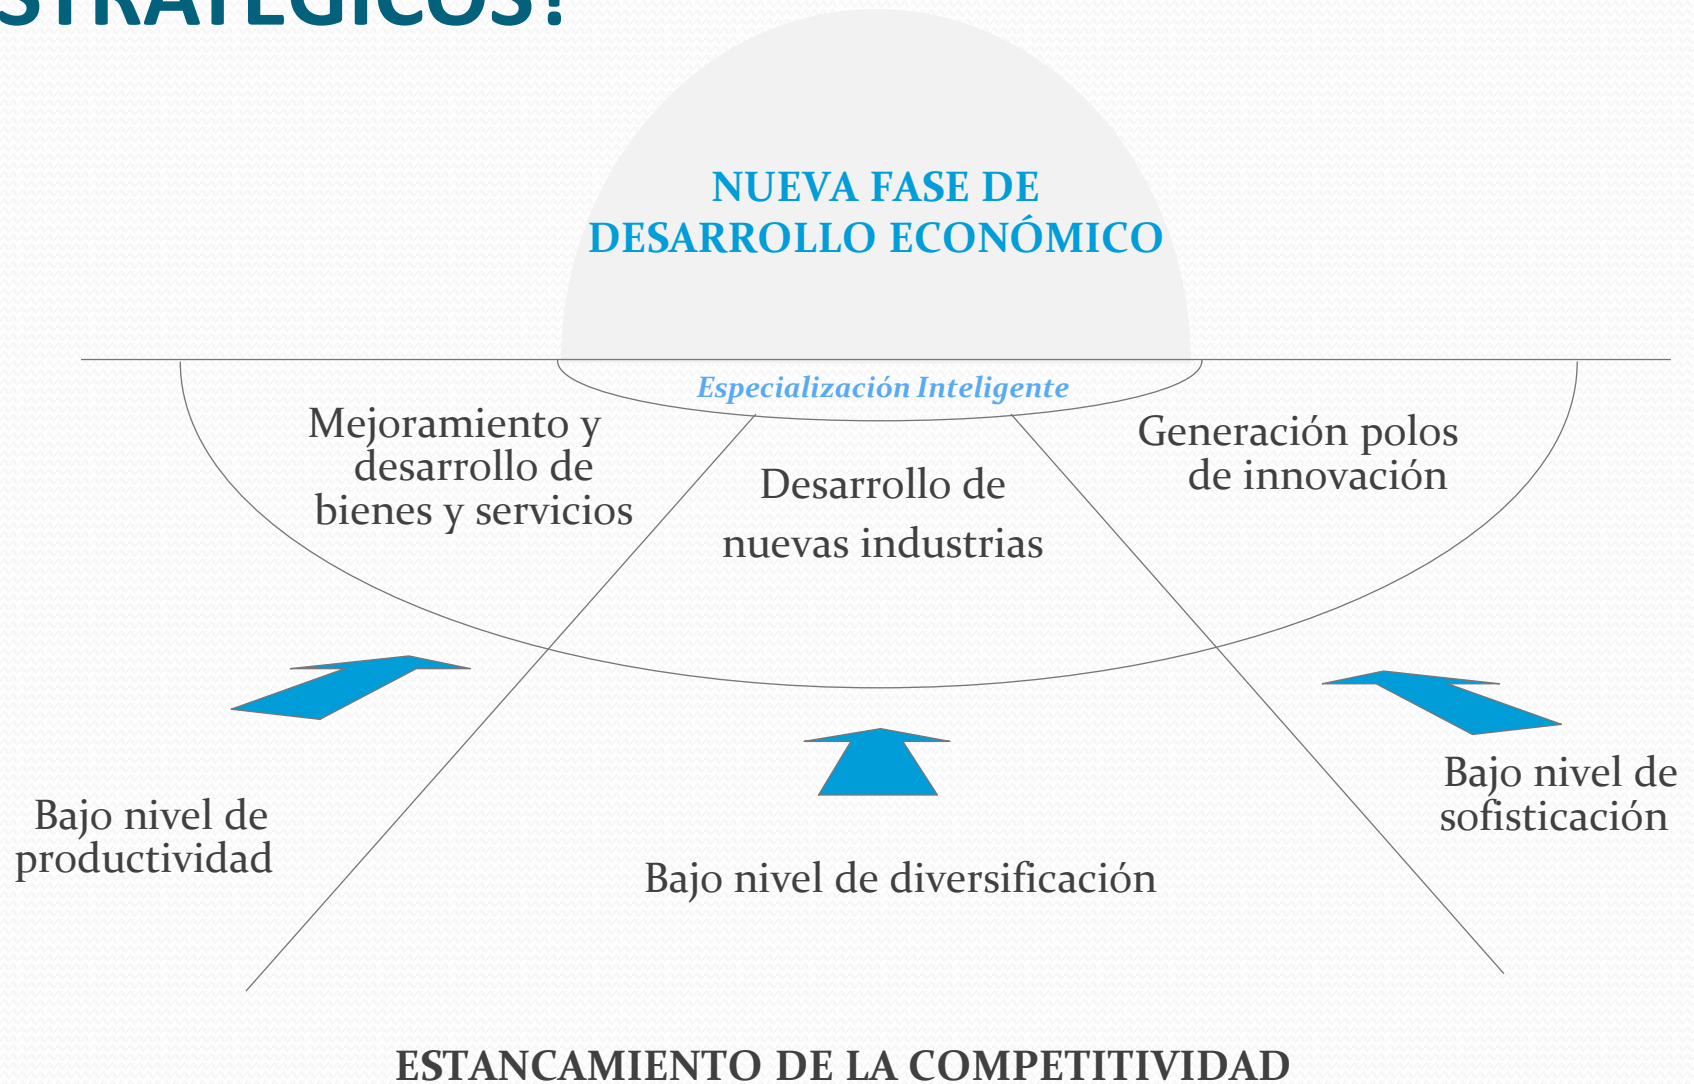 STRATÉGICOS?
NUEVA FASE DE
DESARROLLO ECONÓMICO
Especialización Inteligente
Mejoramiento y
desarrollo de
bienes y servicios
Desarrollo de
nuevas industrias
Generación polos
de innovación
Bajo nivel de
productividad
Bajo nivel de diversificación
Bajo nivel de
sofisticación
ESTANCAMIENTO DE LA COMPETITIVIDAD